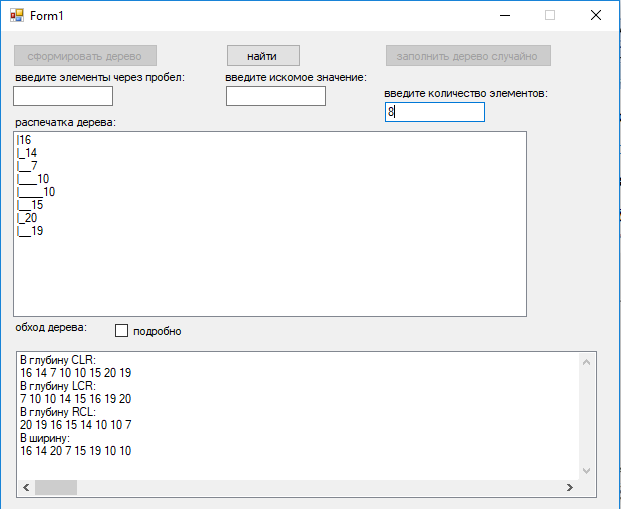 Form1
сформировать дерево найти заполнить дерево случайно
введите элементы через пробел: введите искомое значение:
введите количество элементов:
8
распечатка дерева:
|16
|_14
|__7
|___10
|____10
|__15
|_20
|__19
обход дерева: подробно
В глубину CLR:
16 14 7 10 10 15 20 19
В глубину LCR:
7 10 10 14 15 16 19 20
В глубину RCL:
20 19 16 15 14 10 10 7
В ширину:
16 14 20 7 15 19 10 10